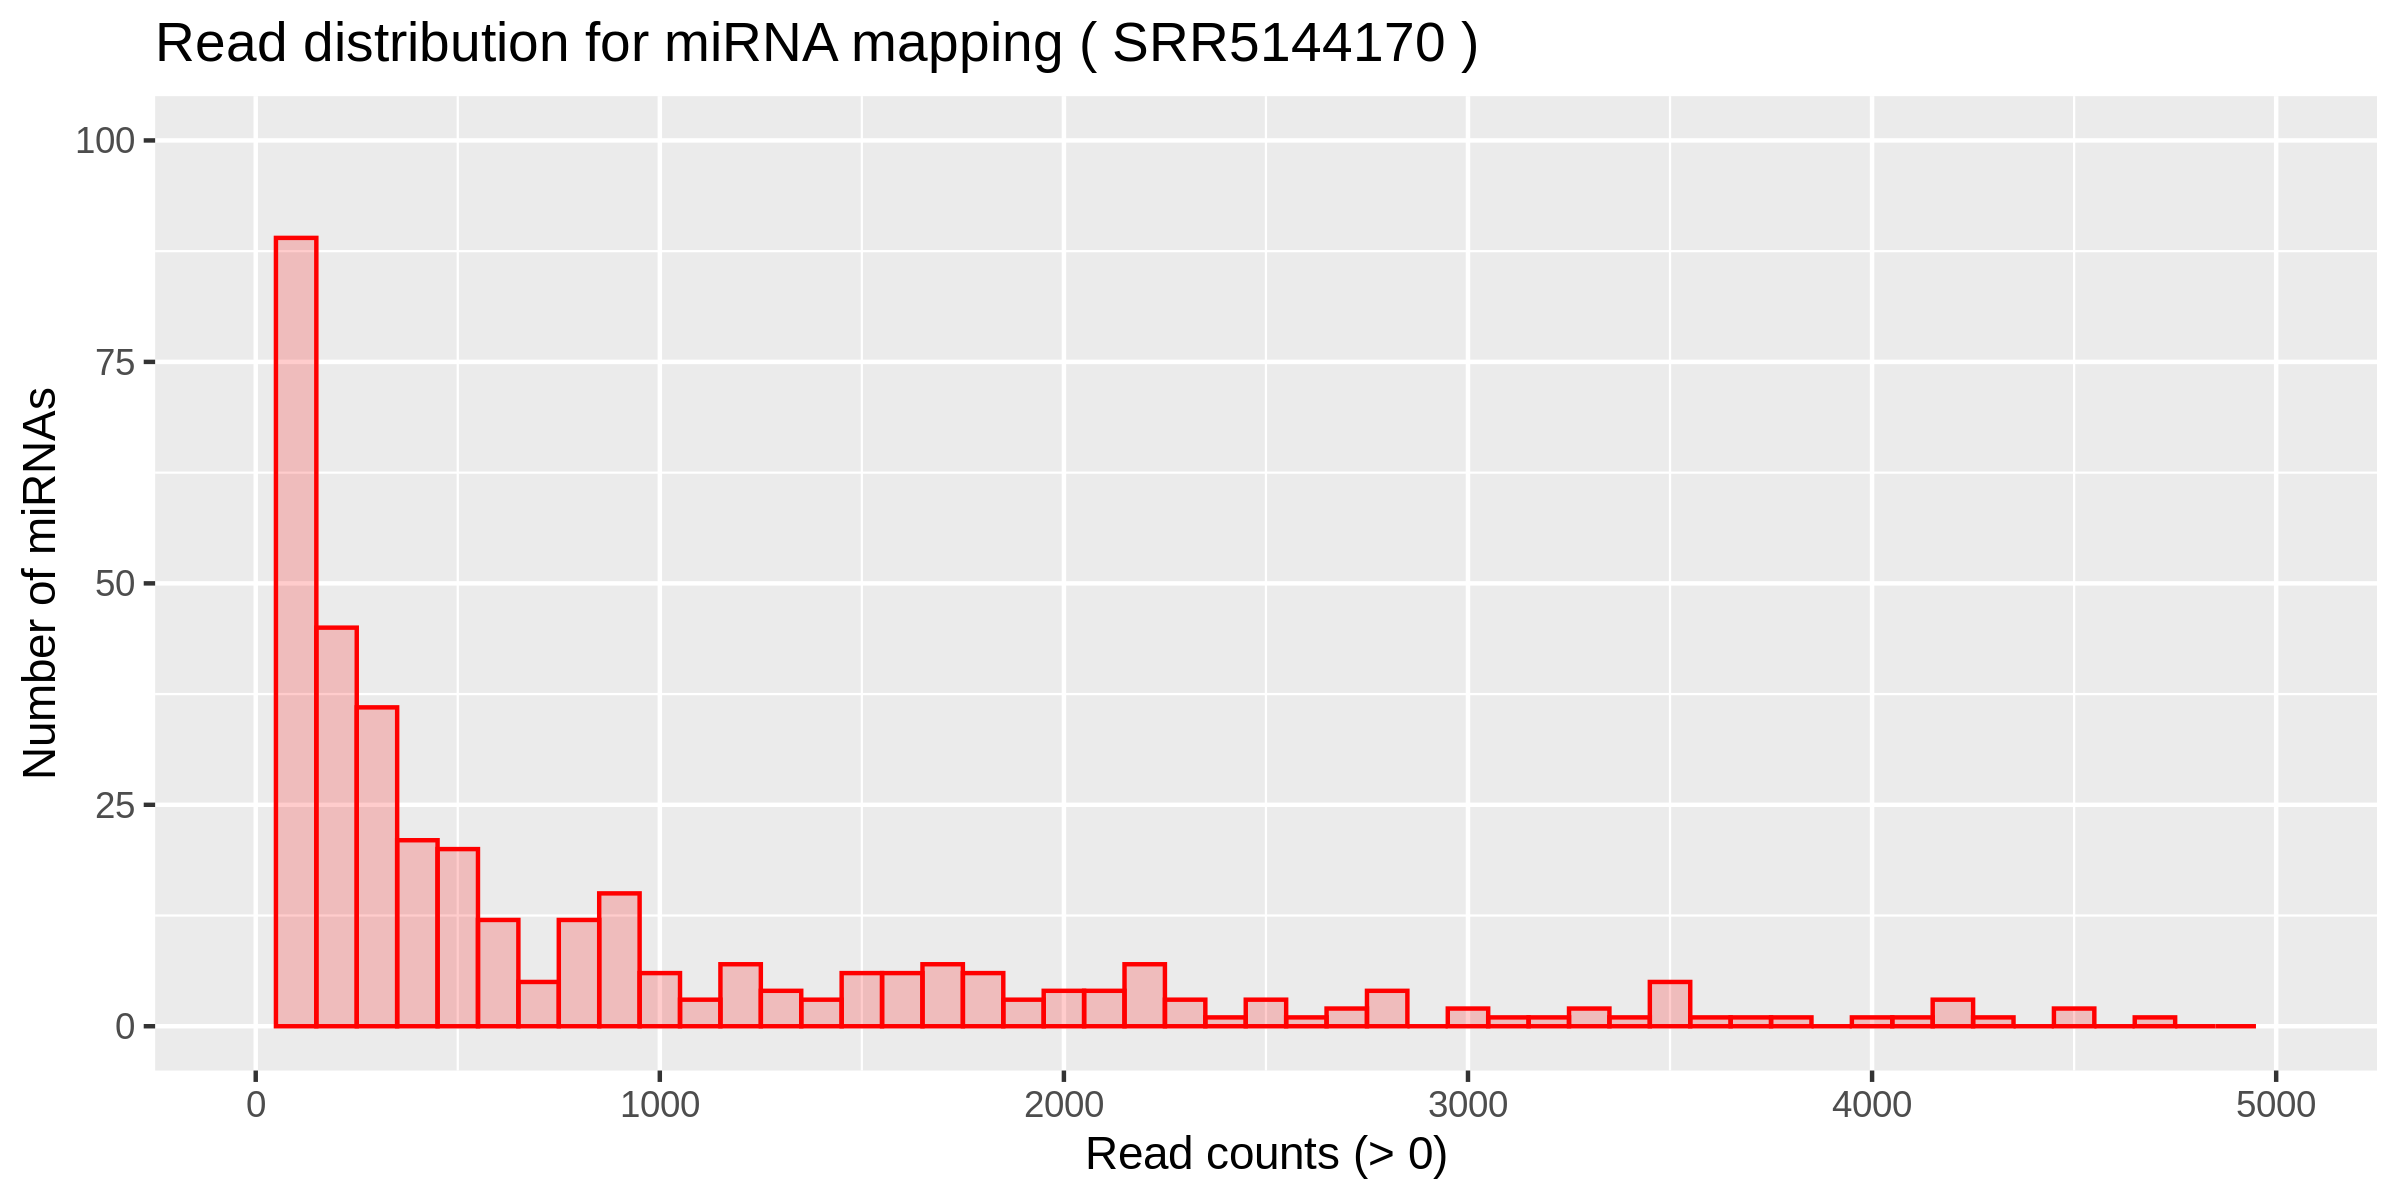 Read distribution for miRNA mapping ( SRR5144170 )
Number of miRNAs
100
75
50
25
0
0 1000 2000 3000 4000 5000
Read counts (> 0)